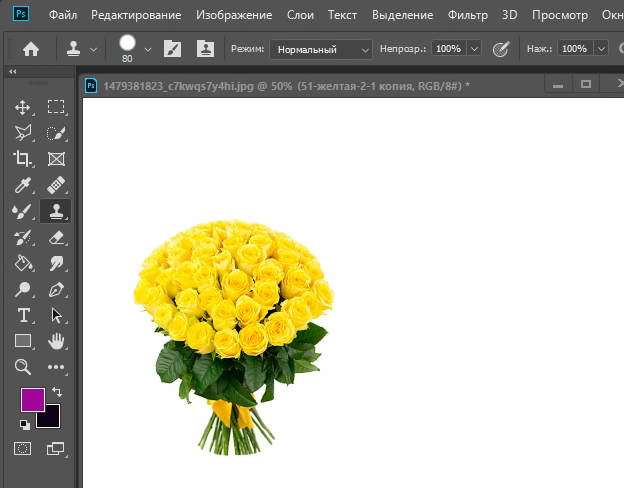 Ps Файл Редактирование Изображение Слои Текст Выделение Фильтр 3D Просмотр Окн
80 Режим: Нормальный Непрозр.: 100% Наж.: 100%
Ps 1479381823_c7kwqs7y4hi.jpg @ 50% (51-желтая-2-1 копия, RGB/8#) *
T